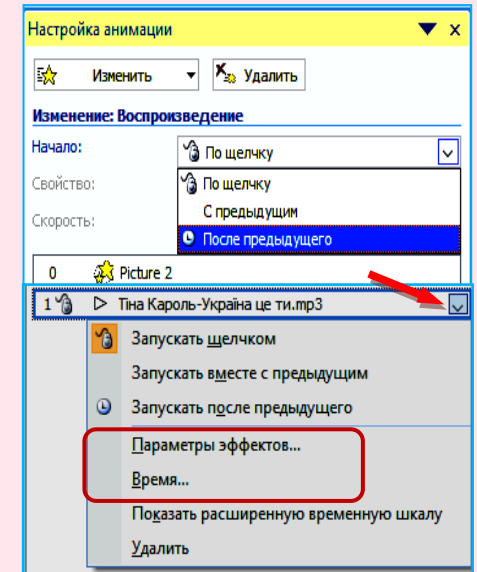 Настройка анимации
Изменить
Удалить
Изменение: Воспроизведение
Начало:
По щелчку
Свойство:
По щелчку
С предыдущим
Скорость:
После предыдущего
0 Picture 2
1 Тіна Кароль-Україна це ти.mp3
Запускать щелчком
Запускать вместе с предыдущим
Запускать после предыдущего
Параметры эффектов...
Время...
Показать расширенную временную шкалу
Удалить